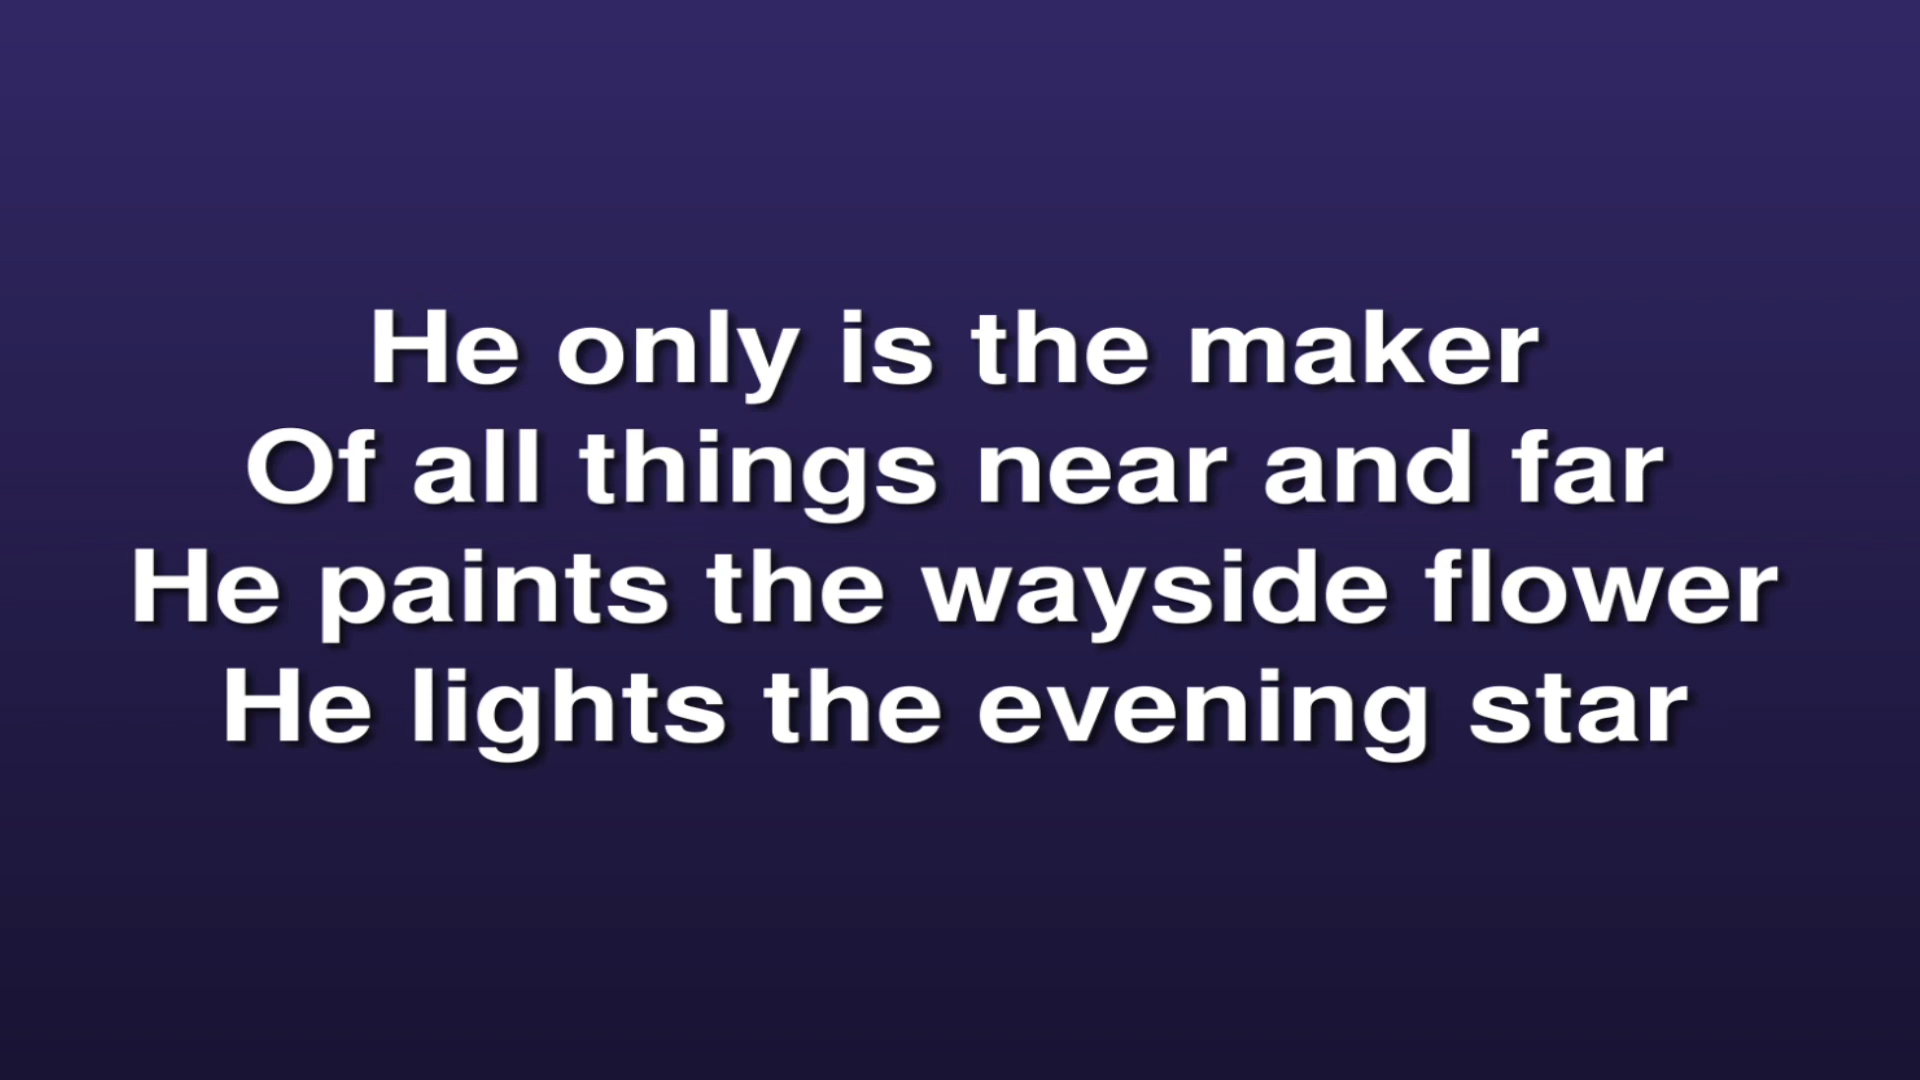 He only is the maker
Of all things near and far
He paints the wayside flower
He lights the evening star